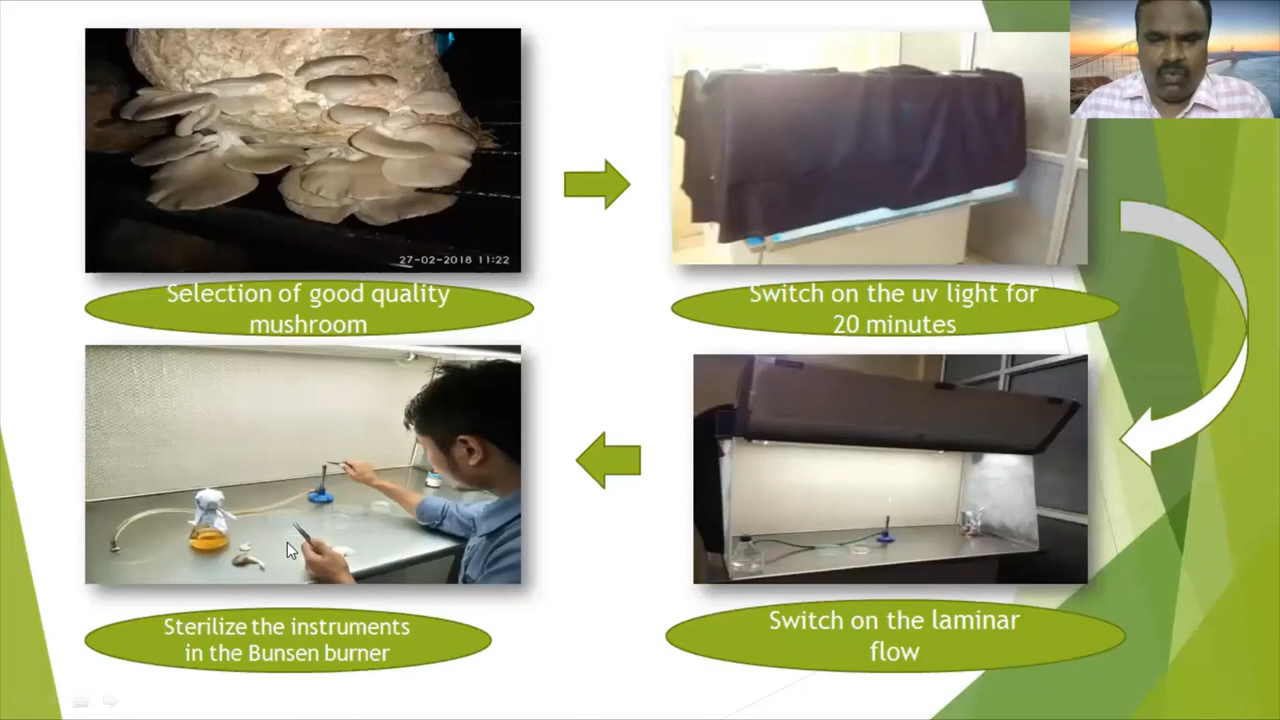 27-02-2018 11:22
Selection of good quality
mushroom
Switch on the uv light for
20 minutes
Switch on the laminar
flow
Sterilize the instruments
in the Bunsen burner